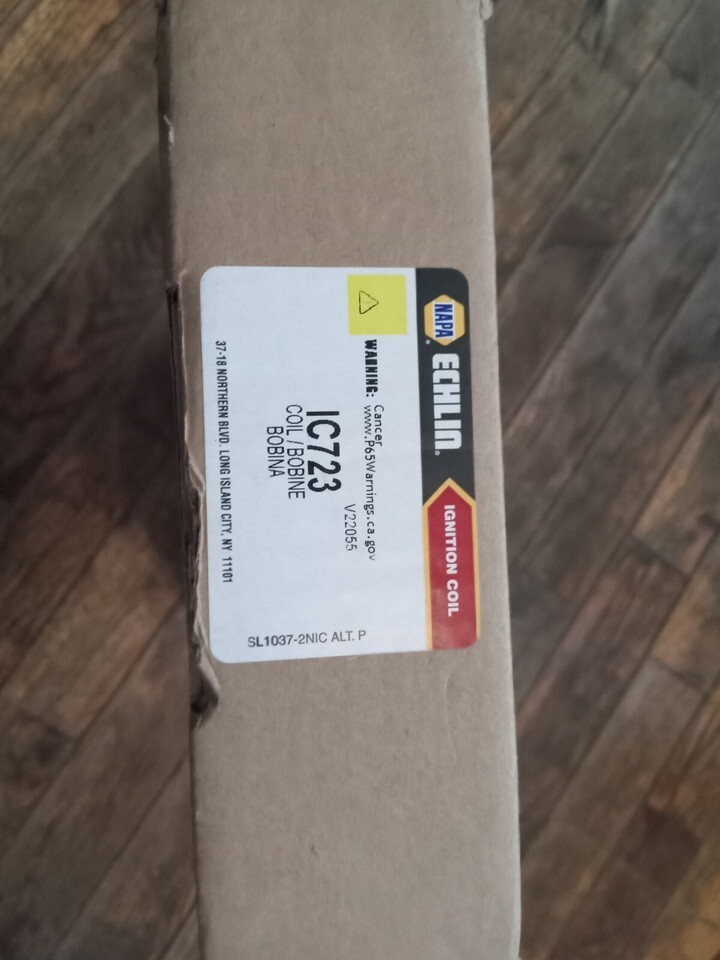 NAPA ECHLIN. IGNITION COIL
WARNING: Cancer
www.P65Warnings.ca.gov
V22055
IC723
COIL / BOBINE
BOBINA
37-18 NORTHERN BLVD. LONG ISLAND CITY, NY 11101
SL1037-2NIC ALT. P